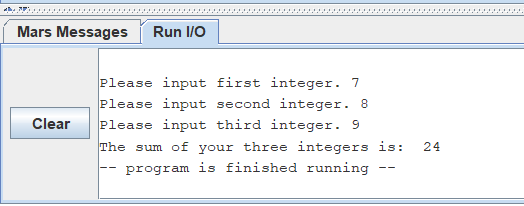 Mars Messages Run I/O
Please input first integer. 7
Please input second integer. 8
Clear
Please input third integer. 9
The sum of your three integers is:  24
-- program is finished running --